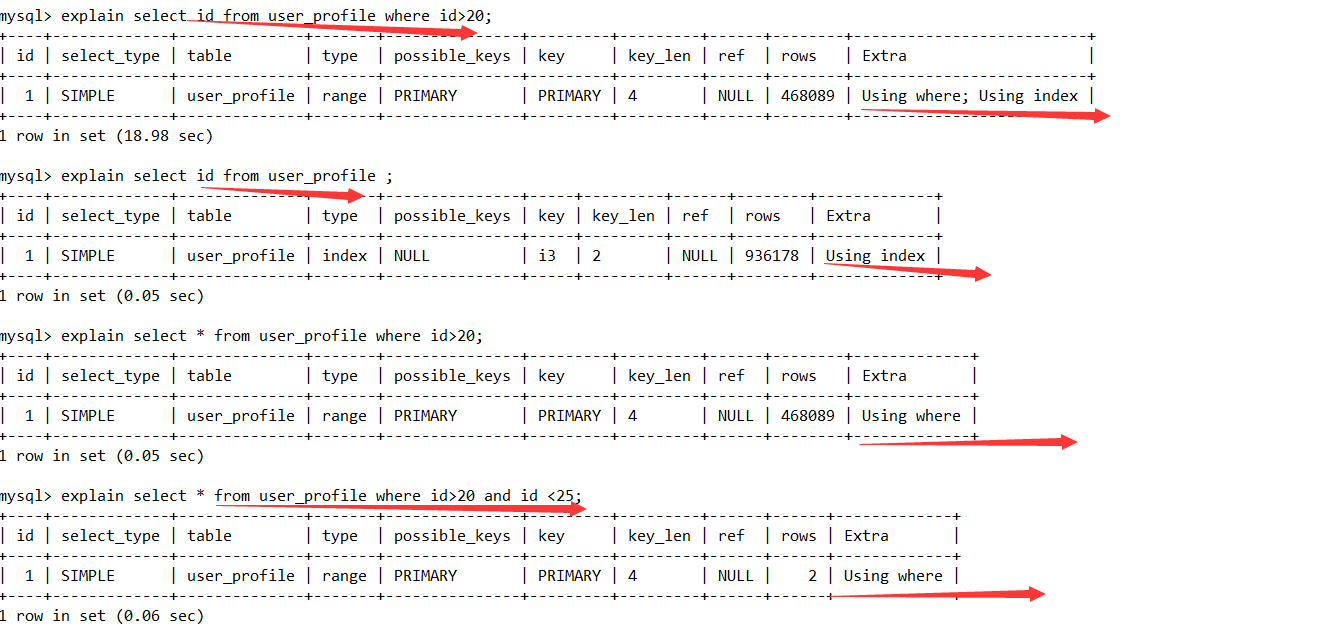 mysql> explain select id from user_profile where id>20;
+----+-------------+--------------+-------+---------------+---------+---------+------+--------+--------------------------+
| id | select_type | table        | type  | possible_keys | key     | key_len | ref  | rows   | Extra                    |
+----+-------------+--------------+-------+---------------+---------+---------+------+--------+--------------------------+
|  1 | SIMPLE      | user_profile | range | PRIMARY       | PRIMARY | 4       | NULL | 468089 | Using where; Using index |
+----+-------------+--------------+-------+---------------+---------+---------+------+--------+--------------------------+
1 row in set (18.98 sec)
mysql> explain select id from user_profile ;
+----+-------------+--------------+-------+---------------+-----+---------+------+--------+-------------+
| id | select_type | table        | type  | possible_keys | key | key_len | ref  | rows   | Extra       |
+----+-------------+--------------+-------+---------------+-----+---------+------+--------+-------------+
|  1 | SIMPLE      | user_profile | index | NULL          | i3  | 2       | NULL | 936178 | Using index |
+----+-------------+--------------+-------+---------------+-----+---------+------+--------+-------------+
1 row in set (0.05 sec)
mysql> explain select * from user_profile where id>20;
+----+-------------+--------------+-------+---------------+---------+---------+------+--------+-------------+
| id | select_type | table        | type  | possible_keys | key     | key_len | ref  | rows   | Extra       |
+----+-------------+--------------+-------+---------------+---------+---------+------+--------+-------------+
|  1 | SIMPLE      | user_profile | range | PRIMARY       | PRIMARY | 4       | NULL | 468089 | Using where |
+----+-------------+--------------+-------+---------------+---------+---------+------+--------+-------------+
1 row in set (0.05 sec)
mysql> explain select * from user_profile where id>20 and id <25;
+----+-------------+--------------+-------+---------------+---------+---------+------+------+-------------+
| id | select_type | table        | type  | possible_keys | key     | key_len | ref  | rows | Extra       |
+----+-------------+--------------+-------+---------------+---------+---------+------+------+-------------+
|  1 | SIMPLE      | user_profile | range | PRIMARY       | PRIMARY | 4       | NULL |    2 | Using where |
+----+-------------+--------------+-------+---------------+---------+---------+------+------+-------------+
1 row in set (0.06 sec)